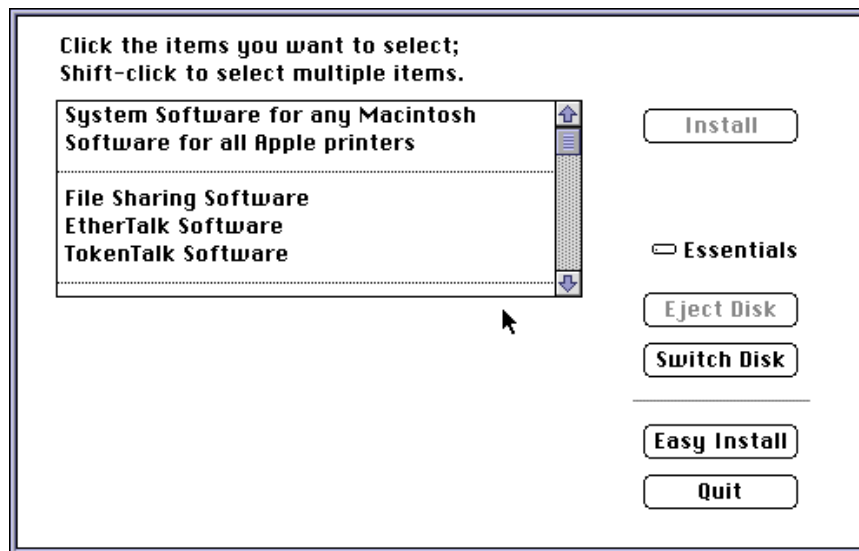 Click the items you want to select;
Shift-click to select multiple items.
System Software for any Macintosh
Software for all Apple printers
File Sharing Software
EtherTalk Software
TokenTalk Software
Install
Essentials
Eject Disk
Switch Disk
Easy Install
Quit